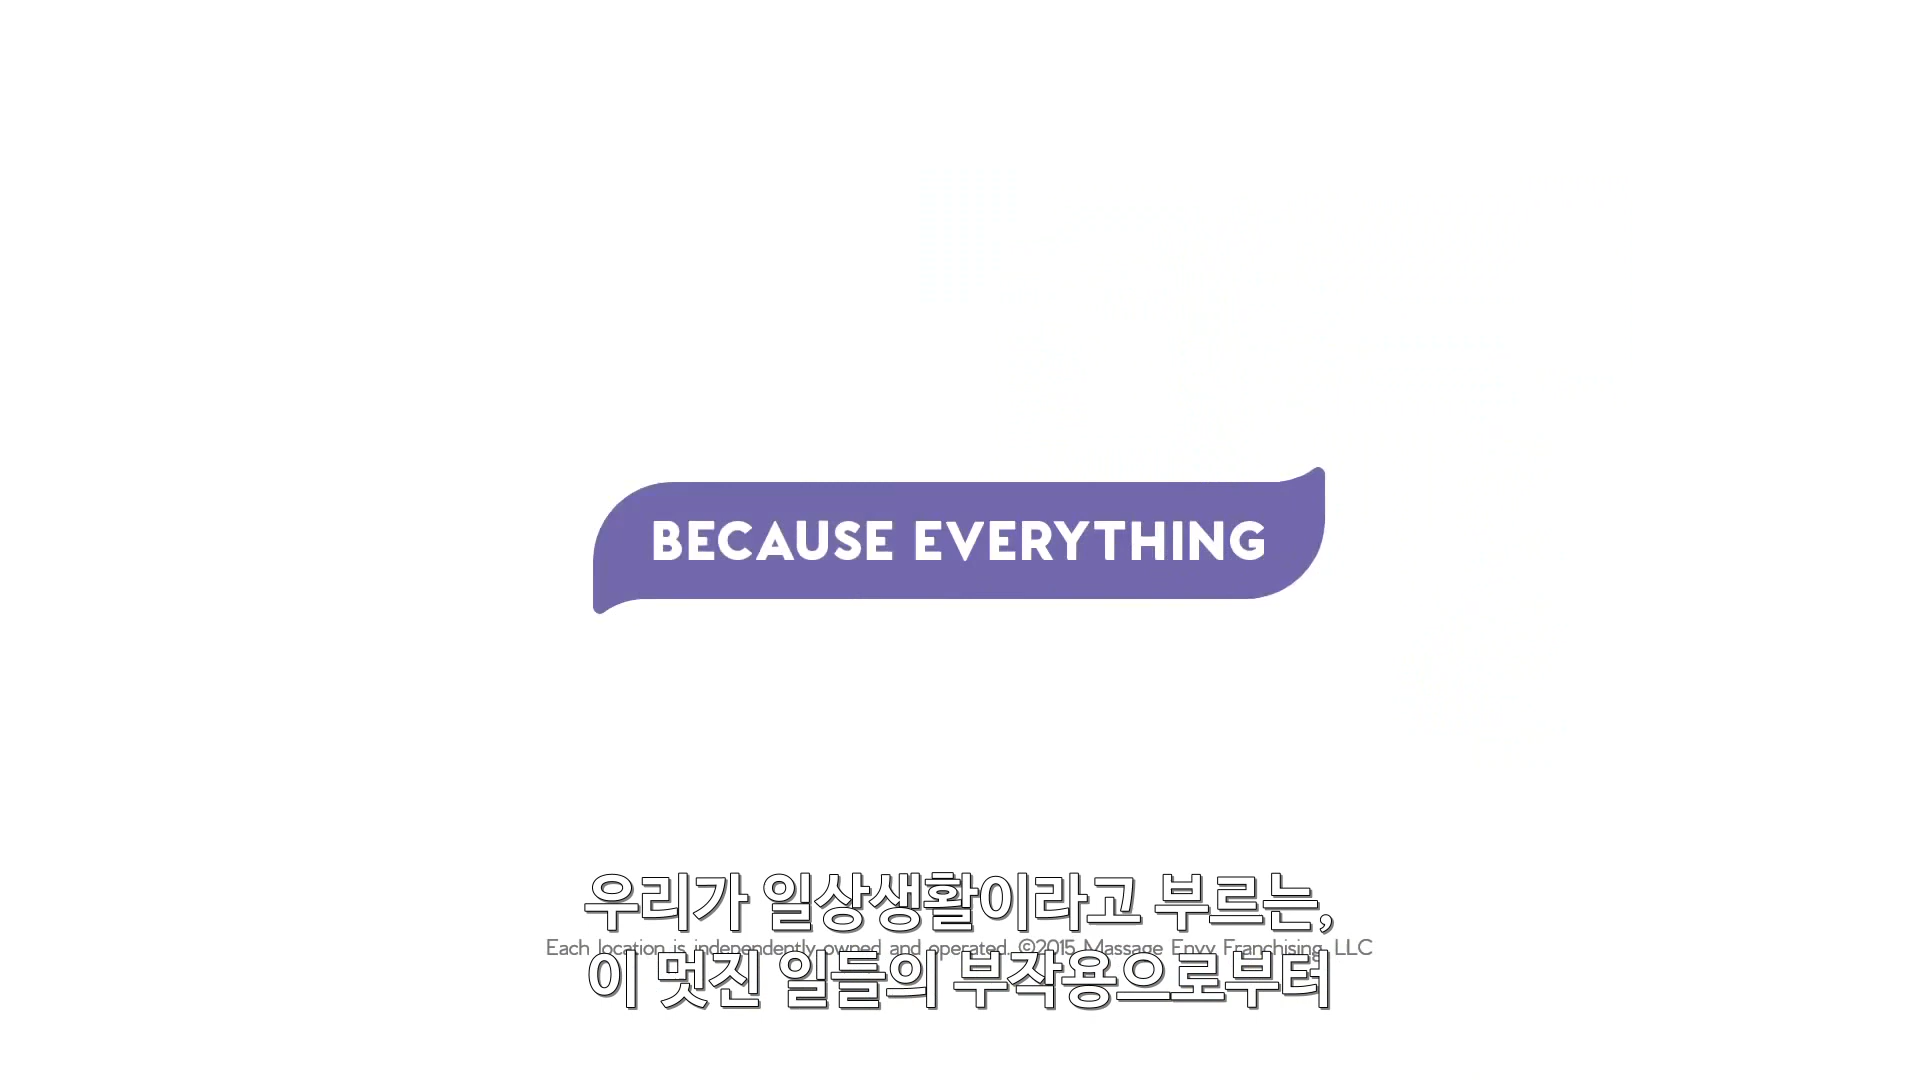 BECAUSE EVERYTHING
우리가 일상생활이라고 부르는,
Each location is independently owned and operated. ©2015 Massage Envy Franchising, LLC
이 멋진 일들의 부작용으로부터